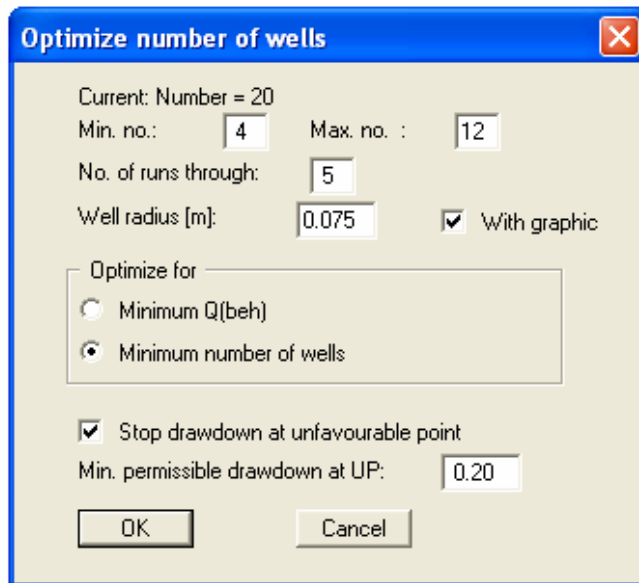 Optimize number of wells
Current: Number = 20
Min. no.: 4 Max. no. : 12
No. of runs through: 5
Well radius [m]: 0.075 With graphic
Optimize for
Minimum Q(beh)
Minimum number of wells
Stop drawdown at unfavourable point
Min. permissible drawdown at UP: 0.20
OK Cancel